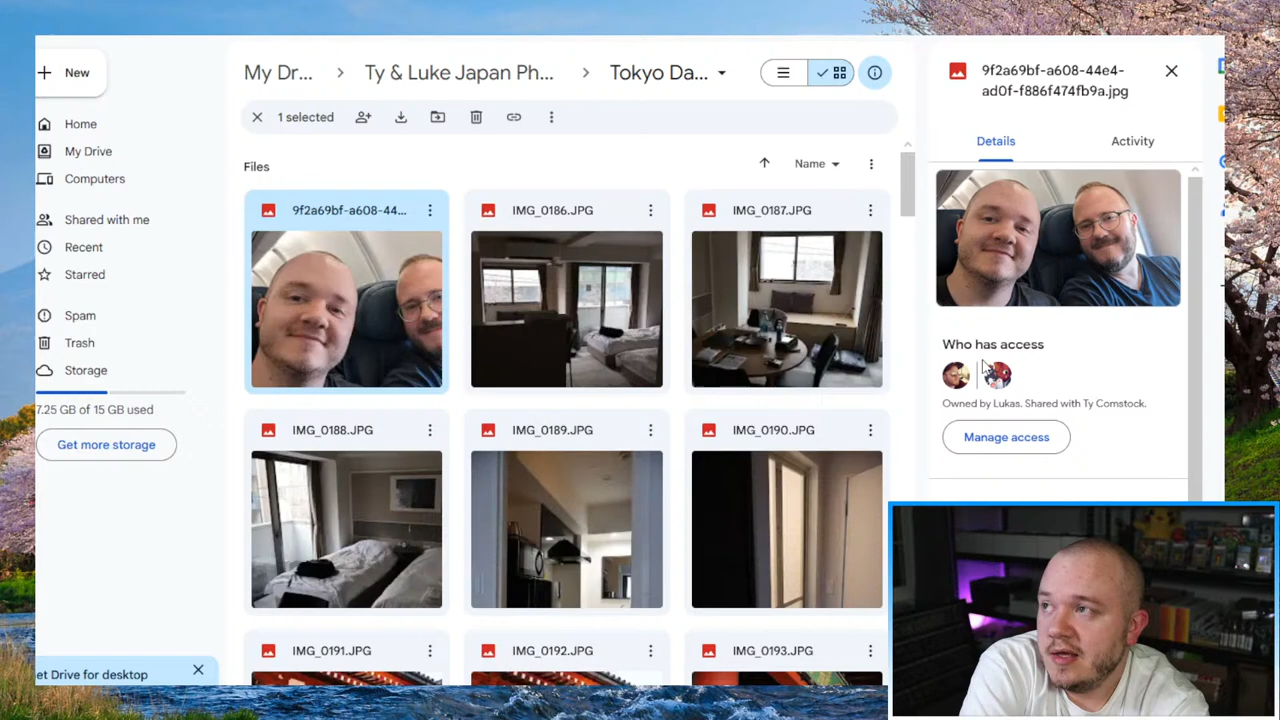 New
Home
My Drive
Computers
Shared with me
Recent
Starred
Spam
Trash
Storage
7.25 GB of 15 GB used
Get more storage
et Drive for desktop
My Dr... > Ty & Luke Japan Ph... > Tokyo Da...
1 selected
Files
Name
9f2a69bf-a608-44...
IMG_0186.JPG
IMG_0187.JPG
IMG_0188.JPG
IMG_0189.JPG
IMG_0190.JPG
IMG_0191.JPG
IMG_0192.JPG
IMG_0193.JPG
9f2a69bf-a608-44e4-
ad0f-f886f474fb9a.jpg
Details
Activity
Who has access
Owned by Lukas. Shared with Ty Comstock.
Manage access